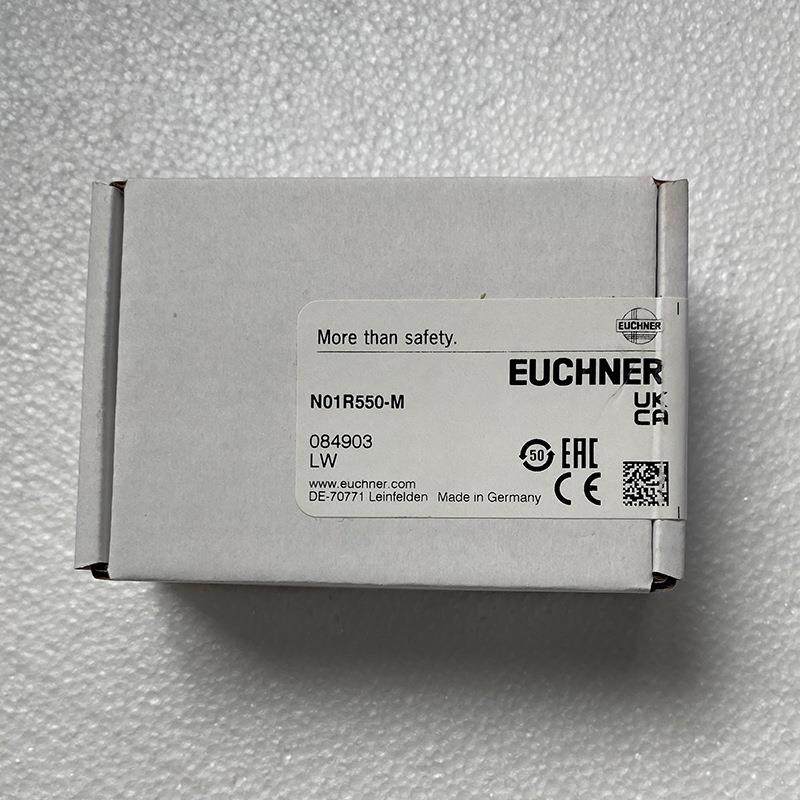 More than safety.
EUCHNER
EUCHNER
N01R550-M
UK
CA
084903
LW
50
EAC
www.euchner.com
CE
DE-70771 Leinfelden Made in Germany